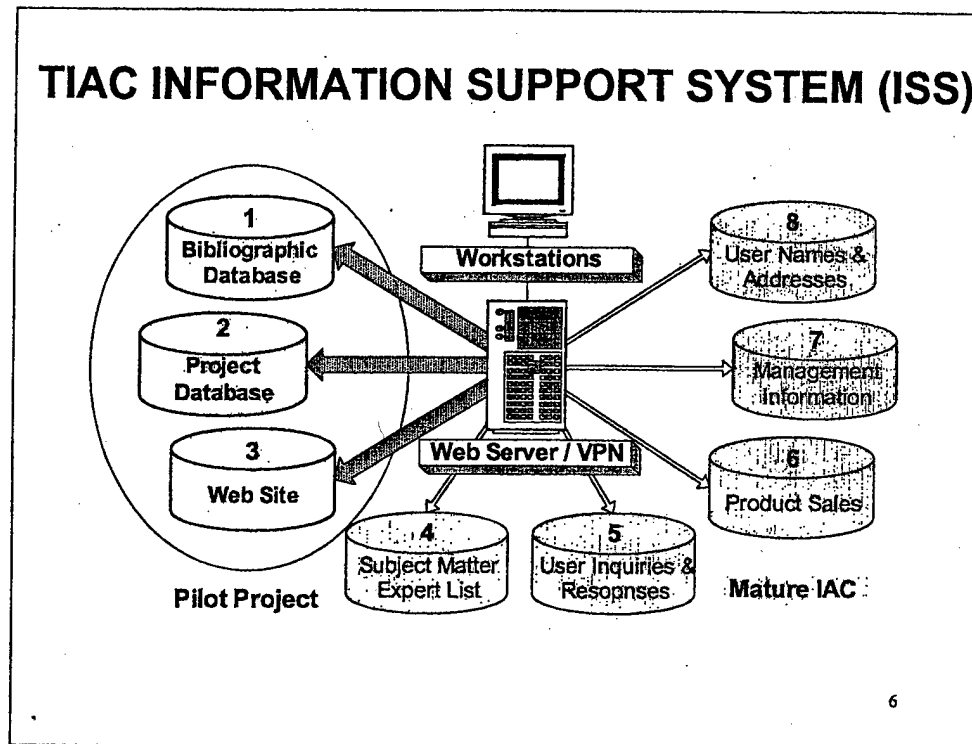 TIAC INFORMATION SUPPORT SYSTEM (ISS)
1
Bibliographic
Database
2
Project
Database
3
Web Site
Pilot Project
Workstations
Web Server / VPN
4
Subject Matter
Expert List
5
User Inquiries &
Resopnses
8
User Names &
Addresses
7
Management
Information
6
Product Sales
Mature IAC
6